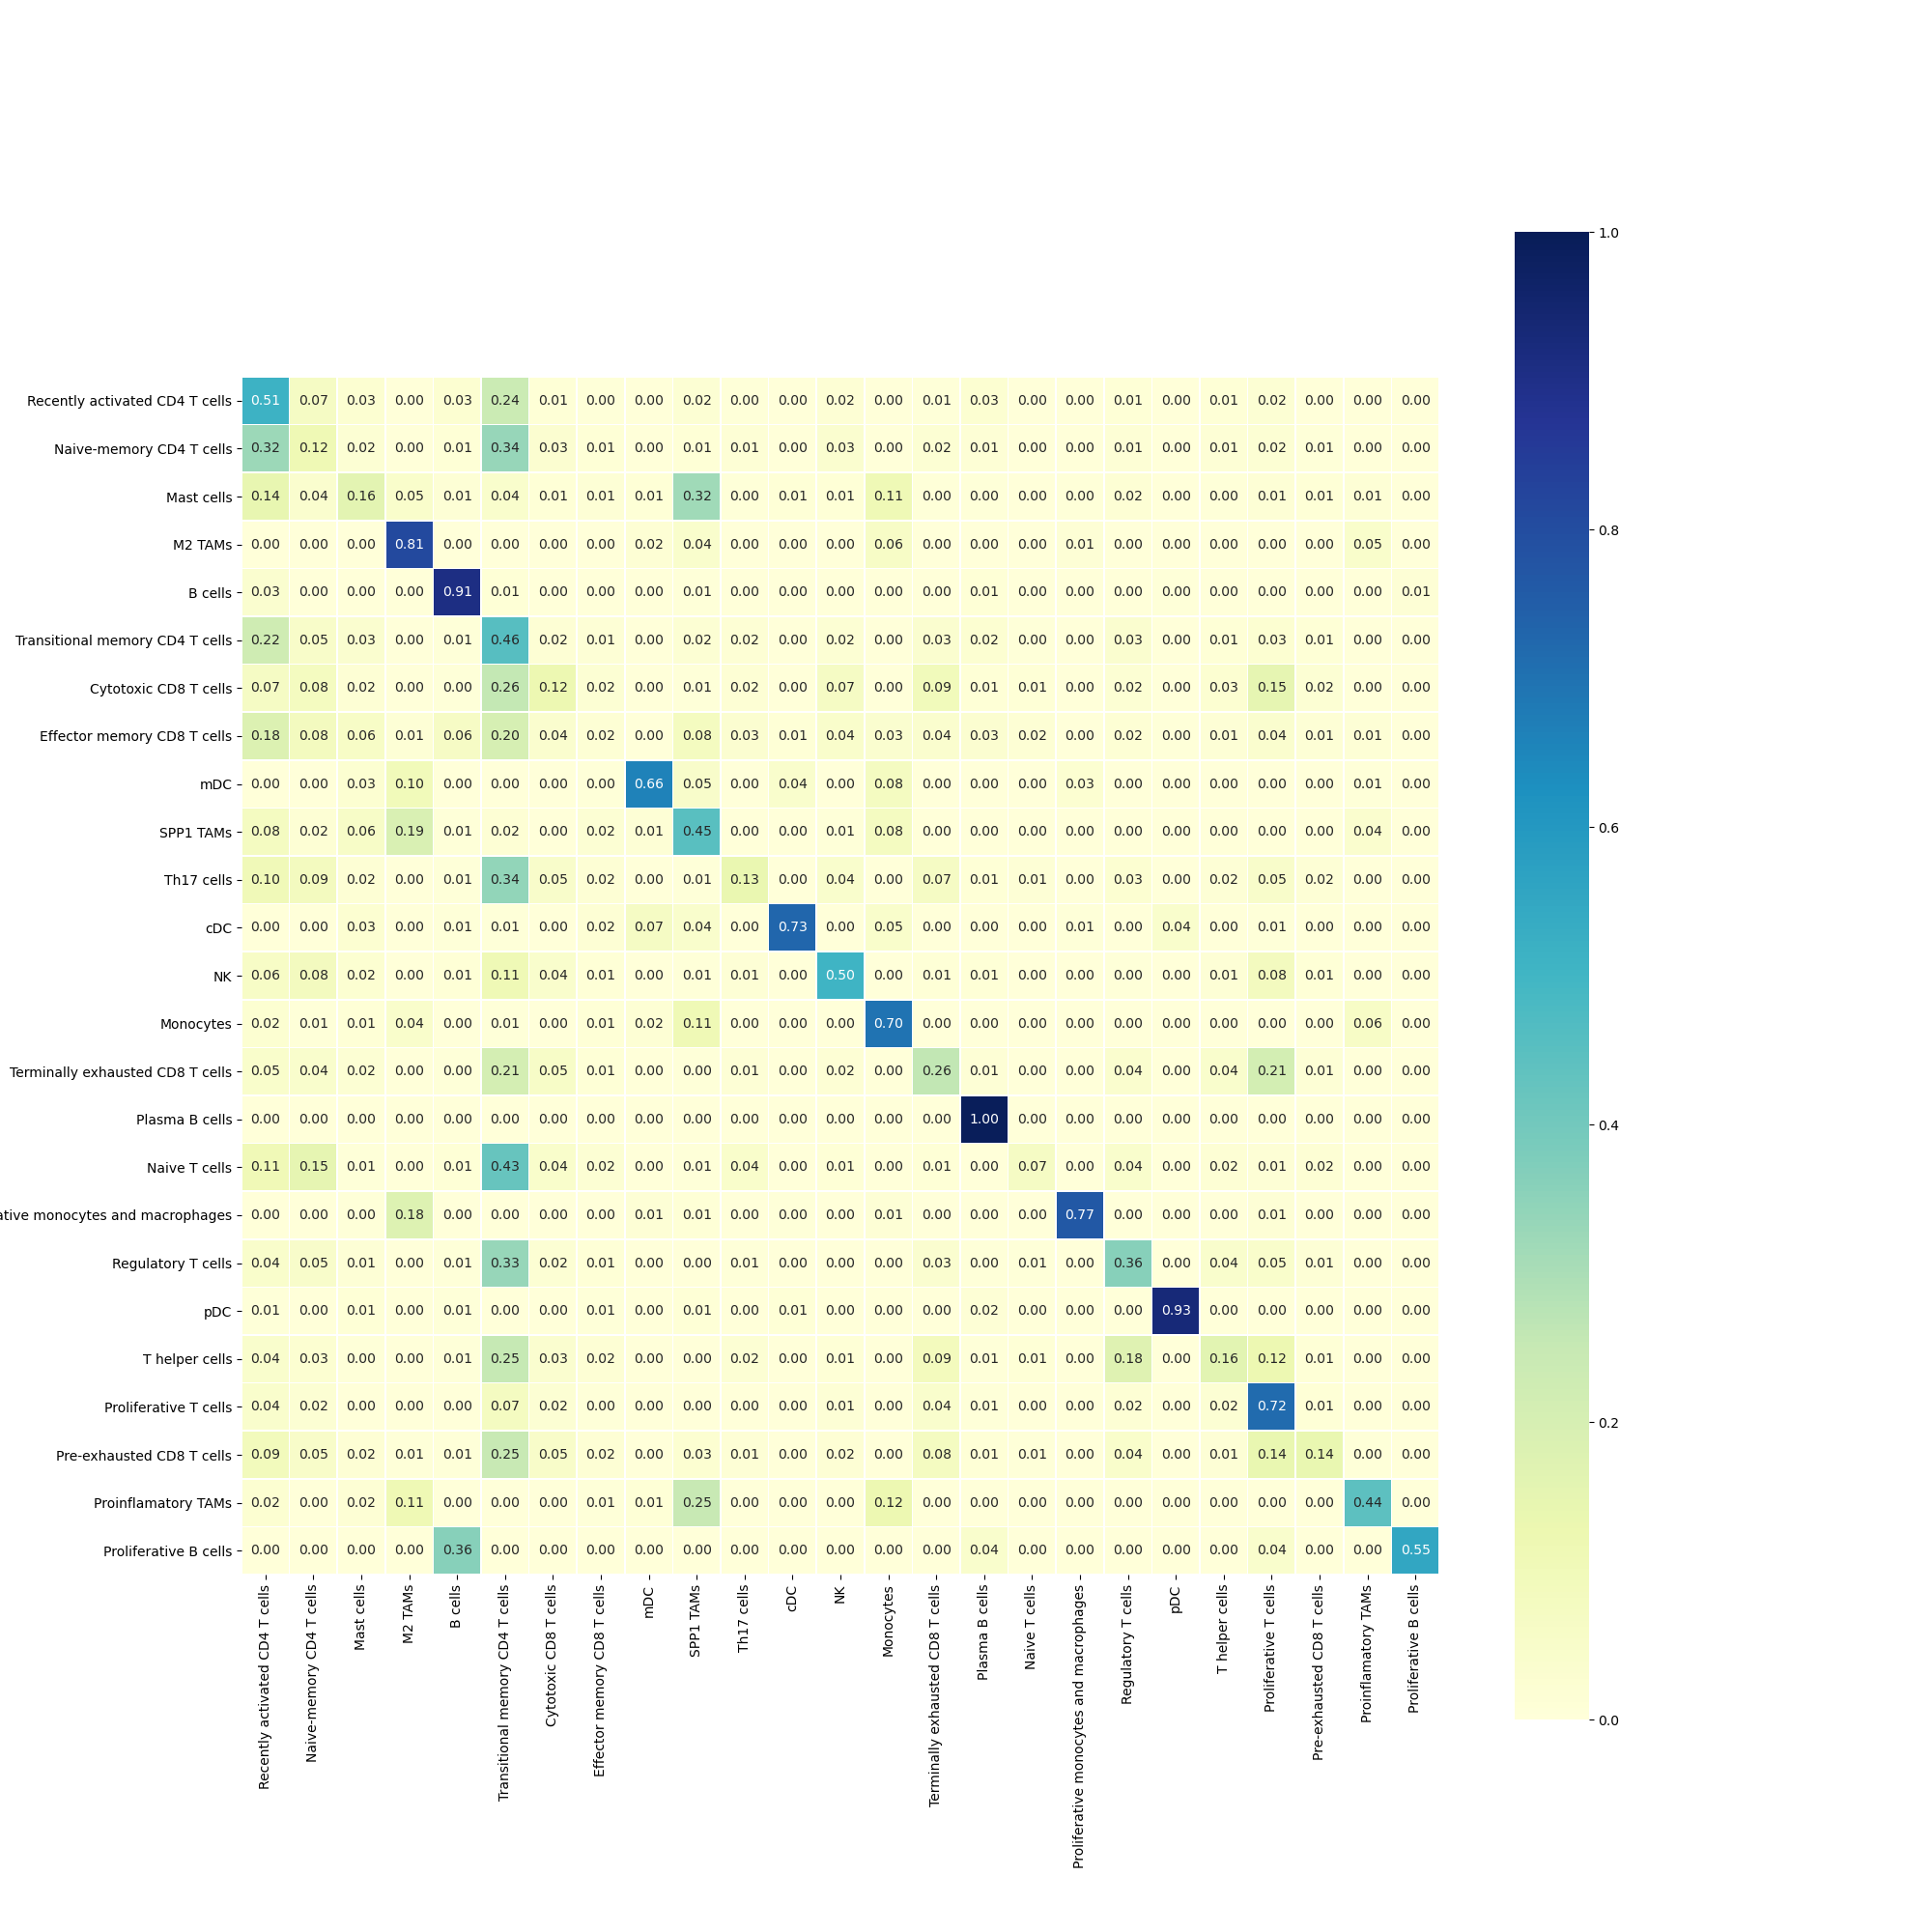 1.0
Recently activated CD4 T cells 0.51 0.07 0.03 0.00 0.03 0.24 0.01 0.00 0.00 0.02 0.00 0.00 0.02 0.00 0.01 0.03 0.00 0.00 0.01 0.00 0.01 0.02 0.00 0.00 0.00
Naive-memory CD4 T cells 0.32 0.12 0.02 0.00 0.01 0.34 0.03 0.01 0.00 0.01 0.01 0.00 0.03 0.00 0.02 0.01 0.00 0.00 0.01 0.00 0.01 0.02 0.01 0.00 0.00
Mast cells 0.14 0.04 0.16 0.05 0.01 0.04 0.01 0.01 0.01 0.32 0.00 0.01 0.01 0.11 0.00 0.00 0.00 0.00 0.02 0.00 0.00 0.01 0.01 0.01 0.00
0.8
M2 TAMs 0.00 0.00 0.00 0.81 0.00 0.00 0.00 0.00 0.02 0.04 0.00 0.00 0.00 0.06 0.00 0.00 0.00 0.01 0.00 0.00 0.00 0.00 0.00 0.05 0.00
B cells 0.03 0.00 0.00 0.00 0.91 0.01 0.00 0.00 0.00 0.01 0.00 0.00 0.00 0.00 0.00 0.01 0.00 0.00 0.00 0.00 0.00 0.00 0.00 0.00 0.01
Transitional memory CD4 T cells 0.22 0.05 0.03 0.00 0.01 0.46 0.02 0.01 0.00 0.02 0.02 0.00 0.02 0.00 0.03 0.02 0.00 0.00 0.03 0.00 0.01 0.03 0.01 0.00 0.00
Cytotoxic CD8 T cells 0.07 0.08 0.02 0.00 0.00 0.26 0.12 0.02 0.00 0.01 0.02 0.00 0.07 0.00 0.09 0.01 0.01 0.00 0.02 0.00 0.03 0.15 0.02 0.00 0.00
Effector memory CD8 T cells 0.18 0.08 0.06 0.01 0.06 0.20 0.04 0.02 0.00 0.08 0.03 0.01 0.04 0.03 0.04 0.03 0.02 0.00 0.02 0.00 0.01 0.04 0.01 0.01 0.00
mDC 0.00 0.00 0.03 0.10 0.00 0.00 0.00 0.00 0.66 0.05 0.00 0.04 0.00 0.08 0.00 0.00 0.00 0.03 0.00 0.00 0.00 0.00 0.00 0.01 0.00
0.6
SPP1 TAMs 0.08 0.02 0.06 0.19 0.01 0.02 0.00 0.02 0.01 0.45 0.00 0.00 0.01 0.08 0.00 0.00 0.00 0.00 0.00 0.00 0.00 0.00 0.00 0.04 0.00
Th17 cells 0.10 0.09 0.02 0.00 0.01 0.34 0.05 0.02 0.00 0.01 0.13 0.00 0.04 0.00 0.07 0.01 0.01 0.00 0.03 0.00 0.02 0.05 0.02 0.00 0.00
cDC 0.00 0.00 0.03 0.00 0.01 0.01 0.00 0.02 0.07 0.04 0.00 0.73 0.00 0.05 0.00 0.00 0.00 0.01 0.00 0.04 0.00 0.01 0.00 0.00 0.00
NK 0.06 0.08 0.02 0.00 0.01 0.11 0.04 0.01 0.00 0.01 0.01 0.00 0.50 0.00 0.01 0.01 0.00 0.00 0.00 0.00 0.01 0.08 0.01 0.00 0.00
Monocytes 0.02 0.01 0.01 0.04 0.00 0.01 0.00 0.01 0.02 0.11 0.00 0.00 0.00 0.70 0.00 0.00 0.00 0.00 0.00 0.00 0.00 0.00 0.00 0.06 0.00
Terminally exhausted CD8 T cells 0.05 0.04 0.02 0.00 0.00 0.21 0.05 0.01 0.00 0.00 0.01 0.00 0.02 0.00 0.26 0.01 0.00 0.00 0.04 0.00 0.04 0.21 0.01 0.00 0.00
Plasma B cells 0.00 0.00 0.00 0.00 0.00 0.00 0.00 0.00 0.00 0.00 0.00 0.00 0.00 0.00 0.00 1.00 0.00 0.00 0.00 0.00 0.00 0.00 0.00 0.00 0.00
0.4
Naive T cells 0.11 0.15 0.01 0.00 0.01 0.43 0.04 0.02 0.00 0.01 0.04 0.00 0.01 0.00 0.01 0.00 0.07 0.00 0.04 0.00 0.02 0.01 0.02 0.00 0.00
ative monocytes and macrophages 0.00 0.00 0.00 0.18 0.00 0.00 0.00 0.00 0.01 0.01 0.00 0.00 0.00 0.01 0.00 0.00 0.00 0.77 0.00 0.00 0.00 0.01 0.00 0.00 0.00
Regulatory T cells 0.04 0.05 0.01 0.00 0.01 0.33 0.02 0.01 0.00 0.00 0.01 0.00 0.00 0.00 0.03 0.00 0.01 0.00 0.36 0.00 0.04 0.05 0.01 0.00 0.00
pDC 0.01 0.00 0.01 0.00 0.01 0.00 0.00 0.01 0.00 0.01 0.00 0.01 0.00 0.00 0.00 0.02 0.00 0.00 0.00 0.93 0.00 0.00 0.00 0.00 0.00
T helper cells 0.04 0.03 0.00 0.00 0.01 0.25 0.03 0.02 0.00 0.00 0.02 0.00 0.01 0.00 0.09 0.01 0.01 0.00 0.18 0.00 0.16 0.12 0.01 0.00 0.00
Proliferative T cells 0.04 0.02 0.00 0.00 0.00 0.07 0.02 0.00 0.00 0.00 0.00 0.00 0.01 0.00 0.04 0.01 0.00 0.00 0.02 0.00 0.02 0.72 0.01 0.00 0.00
0.2
Pre-exhausted CD8 T cells 0.09 0.05 0.02 0.01 0.01 0.25 0.05 0.02 0.00 0.03 0.01 0.00 0.02 0.00 0.08 0.01 0.01 0.00 0.04 0.00 0.01 0.14 0.14 0.00 0.00
Proinflamatory TAMs 0.02 0.00 0.02 0.11 0.00 0.00 0.00 0.01 0.01 0.25 0.00 0.00 0.00 0.12 0.00 0.00 0.00 0.00 0.00 0.00 0.00 0.00 0.00 0.44 0.00
Proliferative B cells 0.00 0.00 0.00 0.00 0.36 0.00 0.00 0.00 0.00 0.00 0.00 0.00 0.00 0.00 0.00 0.04 0.00 0.00 0.00 0.00 0.00 0.04 0.00 0.00 0.55
0.0
Recently activated CD4 T cells
Naive-memory CD4 T cells
Mast cells
M2 TAMs
B cells
Transitional memory CD4 T cells
Cytotoxic CD8 T cells
Effector memory CD8 T cells
mDC
SPP1 TAMs
Th17 cells
cDC
NK
Monocytes
Terminally exhausted CD8 T cells
Plasma B cells
Naive T cells
Proliferative monocytes and macrophages
Regulatory T cells
pDC
T helper cells
Proliferative T cells
Pre-exhausted CD8 T cells
Proinflamatory TAMs
Proliferative B cells